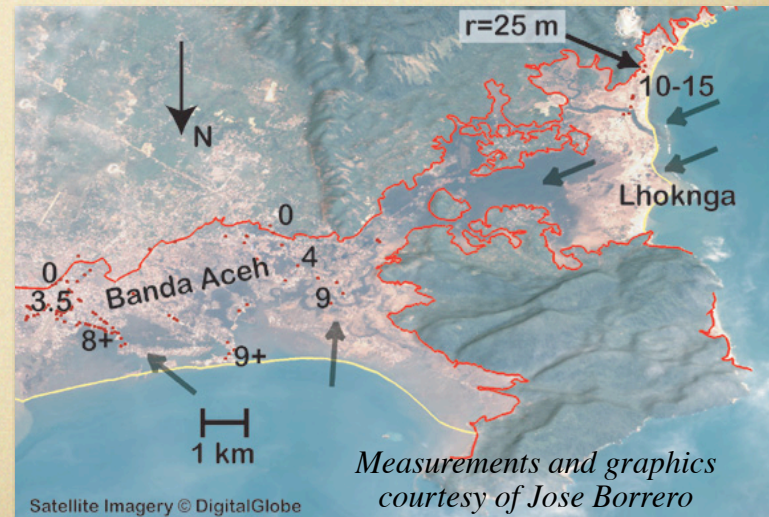 r=25 m
N
10-15
Lhoknga
0
4
Banda Aceh
0
3.5
9
8+
9+
1 km
Measurements and graphics
courtesy of Jose Borrero
Satellite Imagery © DigitalGlobe